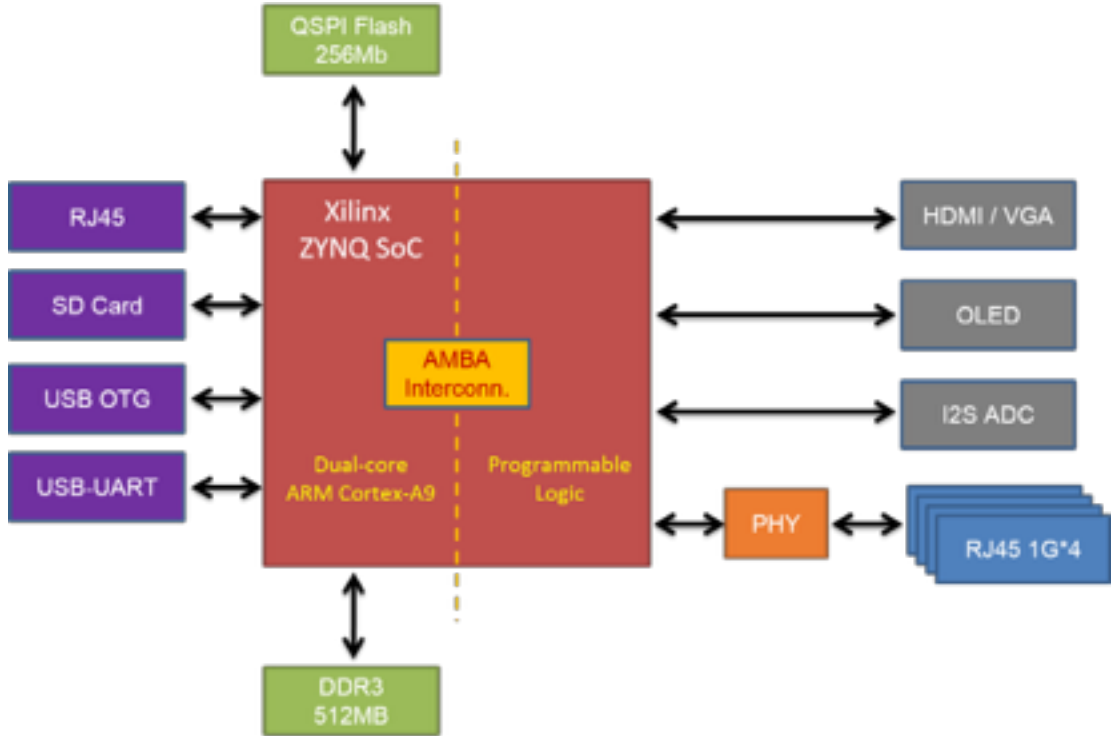 QSPI Flash
256Mb
RJ45
SD Card
USB OTG
USB-UART
Xilinx
ZYNQ SoC
AMBA
Interconn.
Dual-core
ARM Cortex-A9
Programmable
Logic
HDMI / VGA
OLED
I2S ADC
PHY
RJ45 1G*4
DDR3
512MB